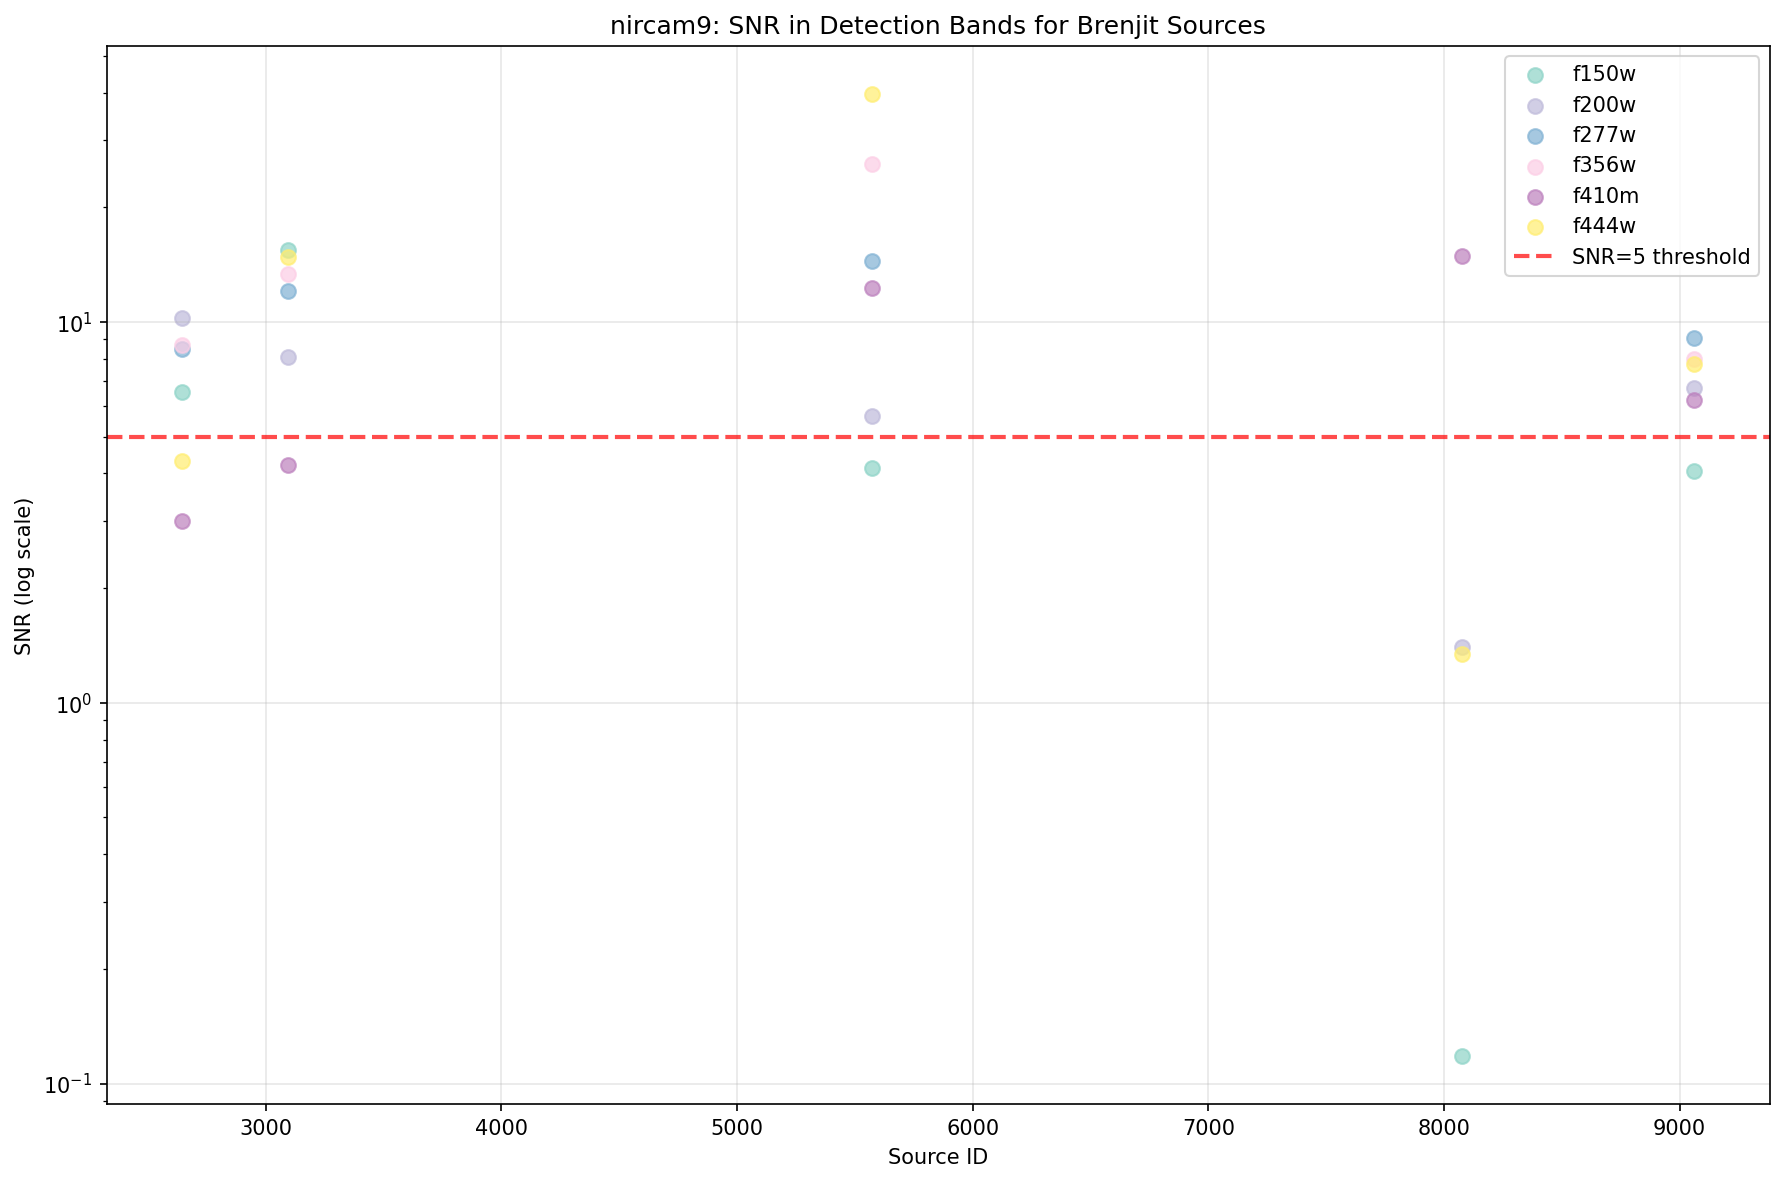 nircam9: SNR in Detection Bands for Brenjit Sources
f150w
f200w
f277w
f356w
f410m
f444w
SNR=5 threshold
SNR (log scale)
10¹
10⁰
10⁻¹
3000 4000 5000 6000 7000 8000 9000
Source ID